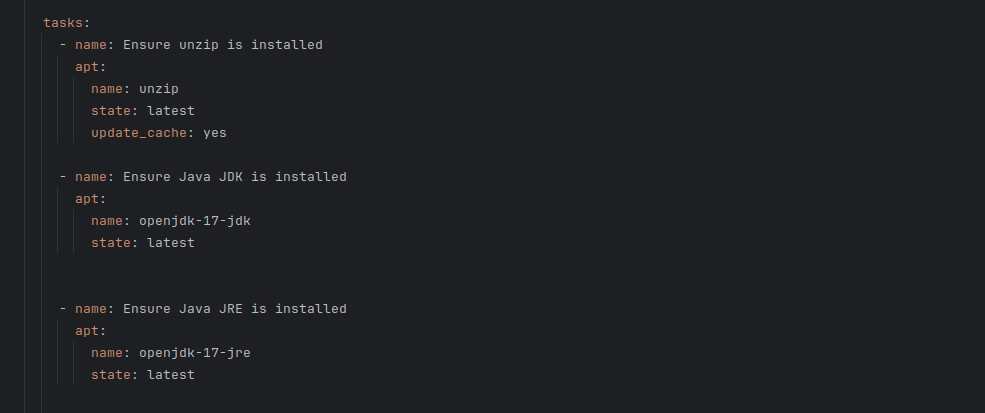 tasks:
  - name: Ensure unzip is installed
    apt:
      name: unzip
      state: latest
      update_cache: yes
  - name: Ensure Java JDK is installed
    apt:
      name: openjdk-17-jdk
      state: latest
  - name: Ensure Java JRE is installed
    apt:
      name: openjdk-17-jre
      state: latest